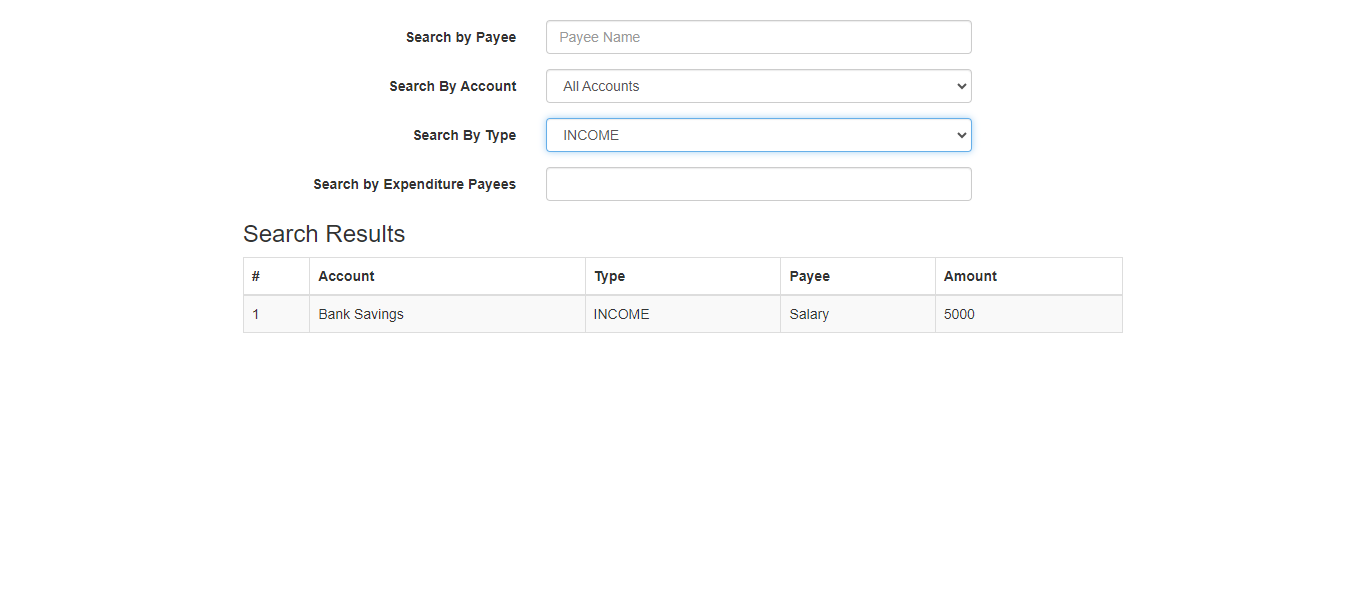 Search by Payee Payee Name
Search By Account All Accounts
Search By Type INCOME
Search by Expenditure Payees
Search Results
# Account Type Payee Amount
1 Bank Savings INCOME Salary 5000